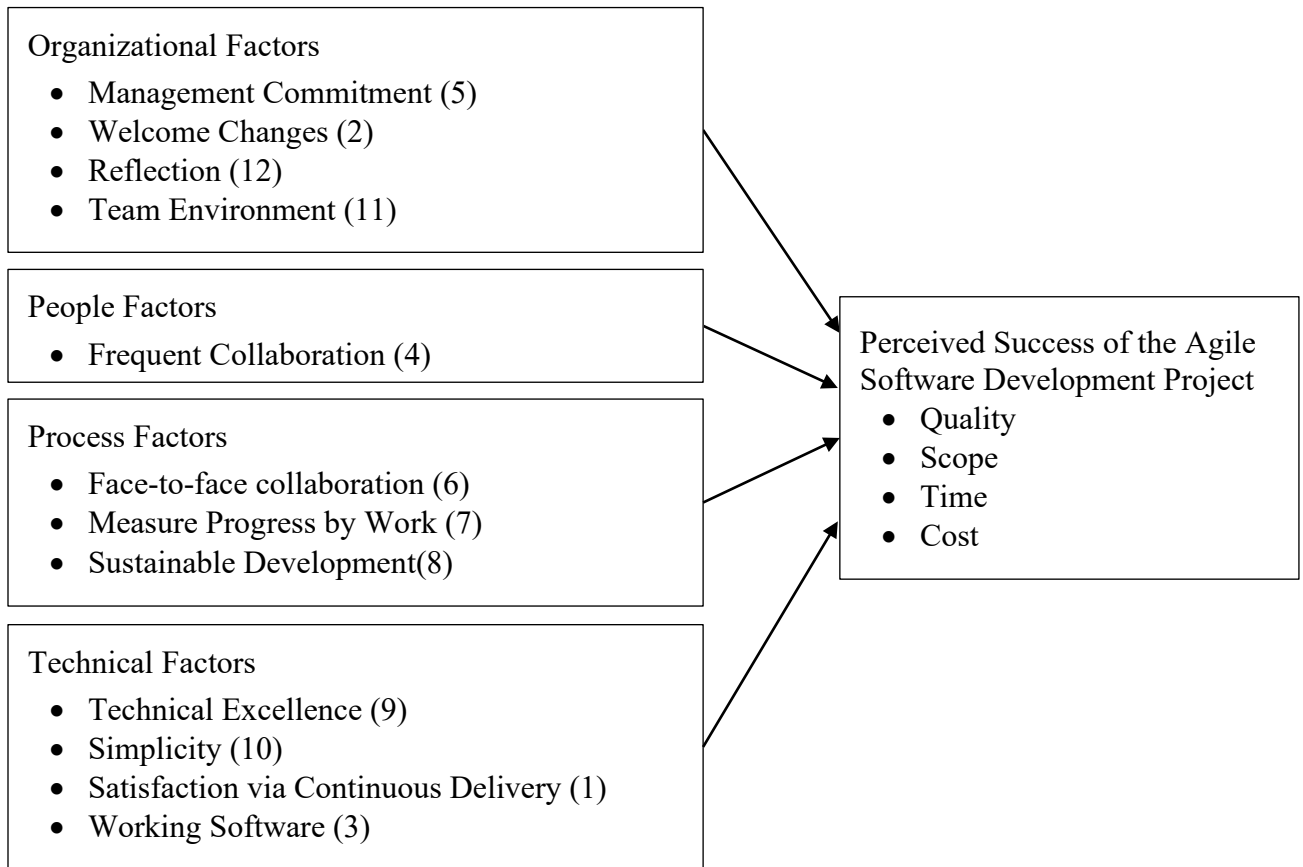 Organizational Factors
• Management Commitment (5)
• Welcome Changes (2)
• Reflection (12)
• Team Environment (11)
People Factors
• Frequent Collaboration (4)
Process Factors
• Face-to-face collaboration (6)
• Measure Progress by Work (7)
• Sustainable Development(8)
Technical Factors
• Technical Excellence (9)
• Simplicity (10)
• Satisfaction via Continuous Delivery (1)
• Working Software (3)
Perceived Success of the Agile
Software Development Project
• Quality
• Scope
• Time
• Cost